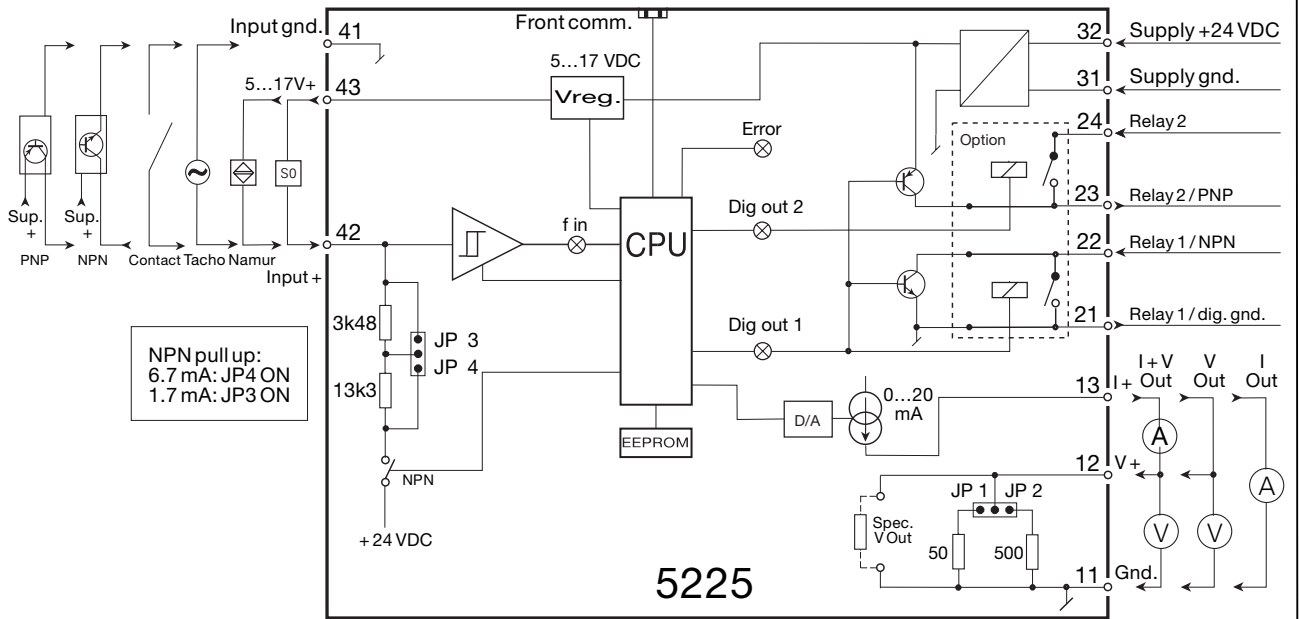 Input gnd.
41
Front comm.
32
Supply +24 VDC
5...17V+
43
5...17 VDC
Vreg.
31
Supply gnd.
24
Relay 2
Option
Error
S0
23
Relay 2 / PNP
Sup.
+
PNP
Sup.
+
NPN
Contact
Tacho
Namur
42
Input +
f in
CPU
Dig out 2
22
Relay 1 / NPN
3k48
JP 3
JP 4
13k3
Dig out 1
21
Relay 1 / dig. gnd.
NPN pull up:
6.7 mA: JP4 ON
1.7 mA: JP3 ON
NPN
+ 24 VDC
EEPROM
D/A
0...20
mA
13
I+
I + V
Out
V
Out
I
Out
A
A
12
V +
JP 1
JP 2
Spec.
V Out
50
500
V
V
11
Gnd.
5225